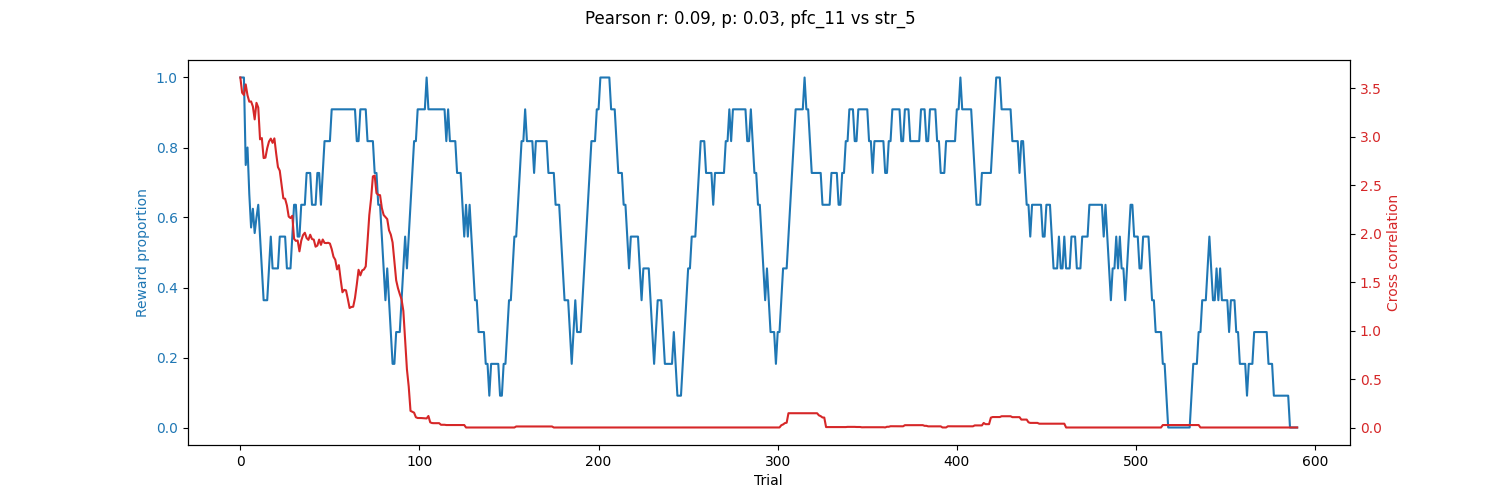 Pearson r: 0.09, p: 0.03, pfc_11 vs str_5
1.0
0.8
0.6
0.4
0.2
0.0
Reward proportion
3.5
3.0
2.5
2.0
1.5
1.0
0.5
0.0
Cross correlation
0 100 200 300 400 500 600
Trial